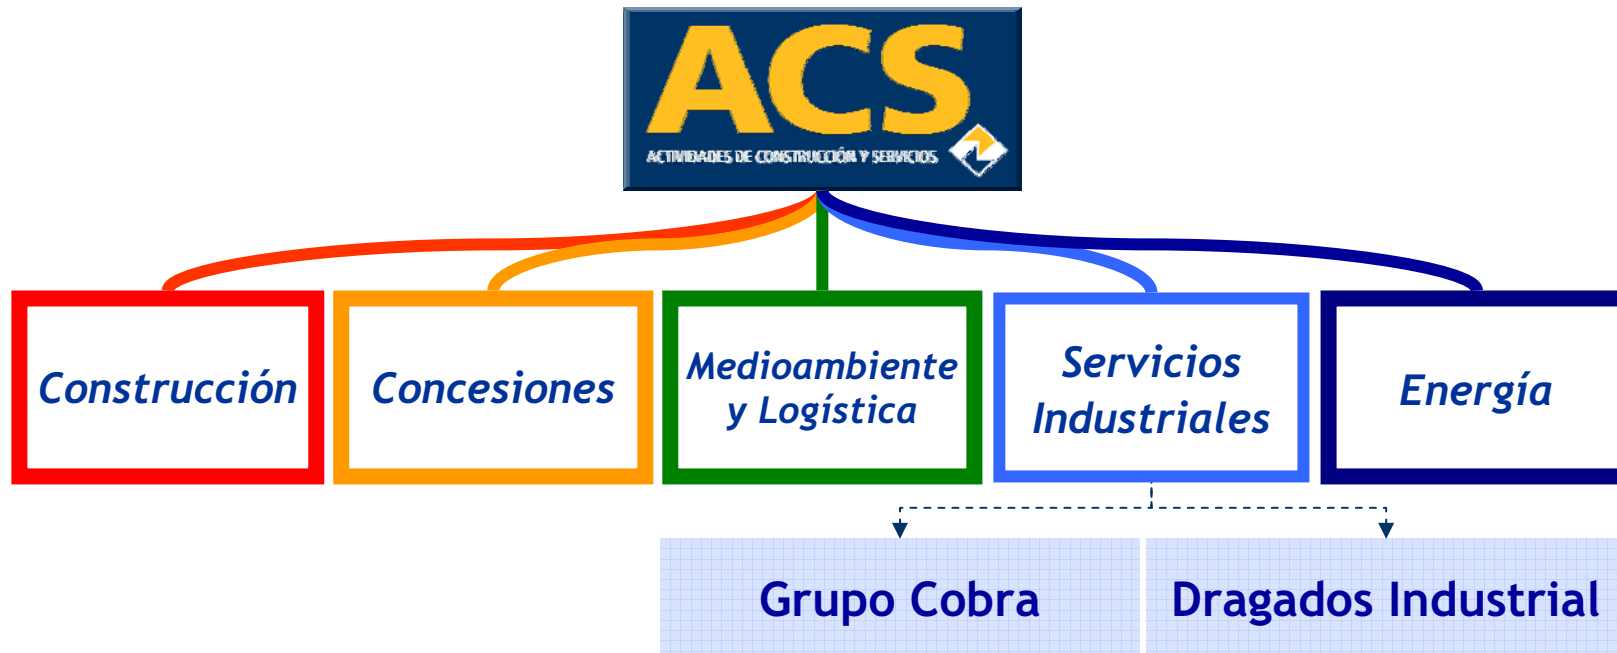 ACS
ACTIVIDADES DE CONSTRUCCIÓN Y SERVICIOS
Construcción
Concesiones
Medioambiente
y Logística
Servicios
Industriales
Energía
Grupo Cobra
Dragados Industrial